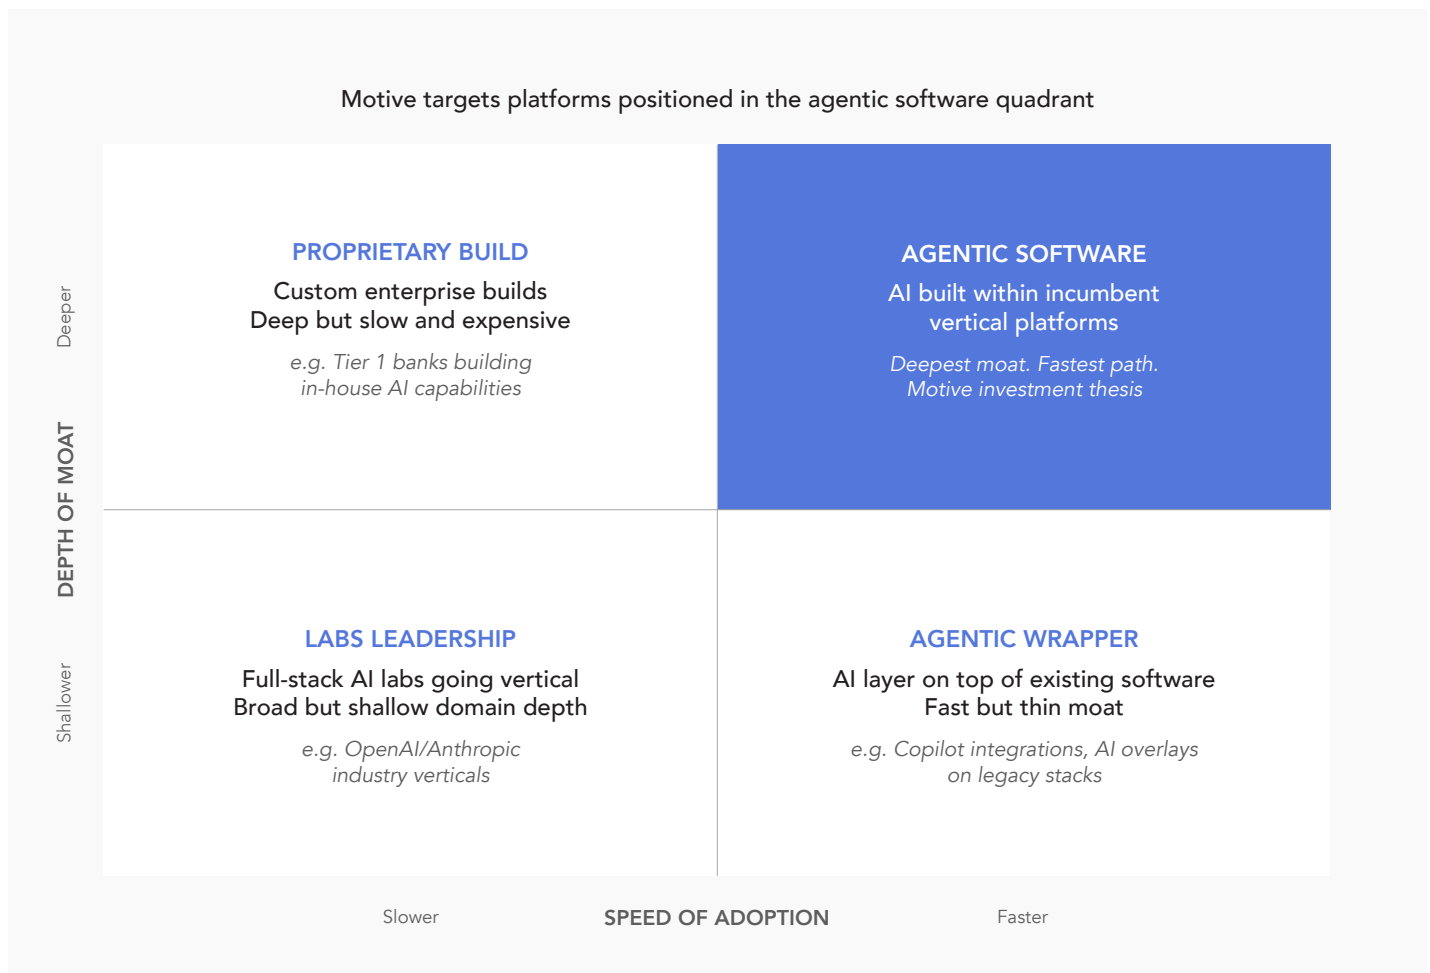 Motive targets platforms positioned in the agentic software quadrant
PROPRIETARY BUILD
Custom enterprise builds
Deep but slow and expensive
e.g. Tier 1 banks building
in-house AI capabilities
AGENTIC SOFTWARE
AI built within incumbent
vertical platforms
Deepest moat. Fastest path.
Motive investment thesis
Deeper
DEPTH OF MOAT
Shallower
LABS LEADERSHIP
Full-stack AI labs going vertical
Broad but shallow domain depth
e.g. OpenAI/Anthropic
industry verticals
AGENTIC WRAPPER
AI layer on top of existing software
Fast but thin moat
e.g. Copilot integrations, AI overlays
on legacy stacks
Slower
SPEED OF ADOPTION
Faster